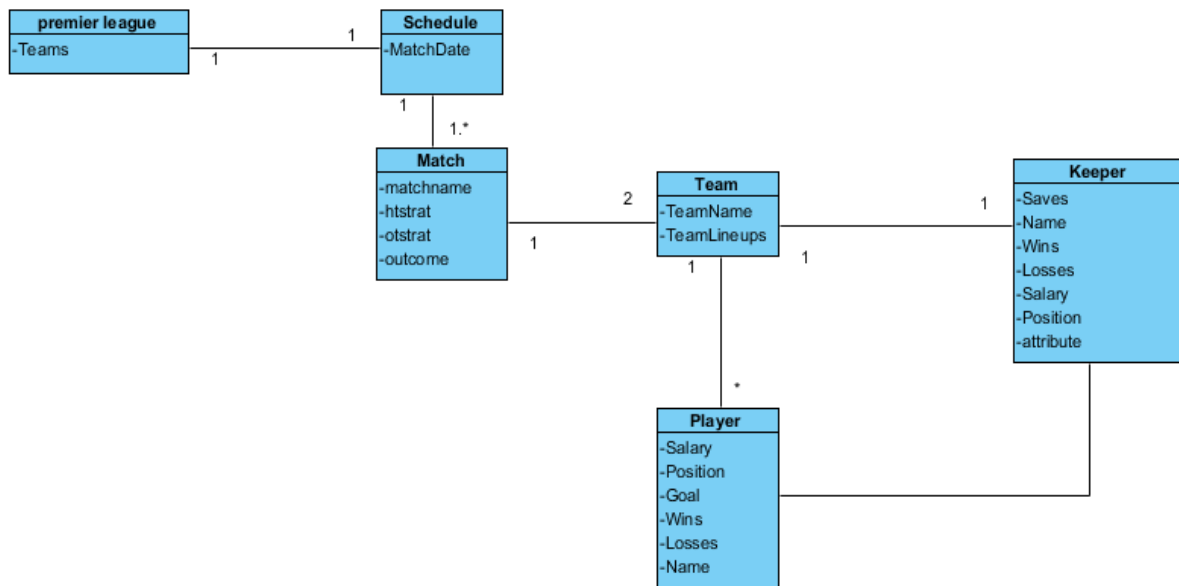 premier league
-Teams
1
1
Schedule
-MatchDate
1
1.*
Match
-matchname
-htstrat
-otstrat
-outcome
2
1
Team
-TeamName
-TeamLineups
1
1
1
*
Keeper
-Saves
-Name
-Wins
-Losses
-Salary
-Position
-attribute
Player
-Salary
-Position
-Goal
-Wins
-Losses
-Name